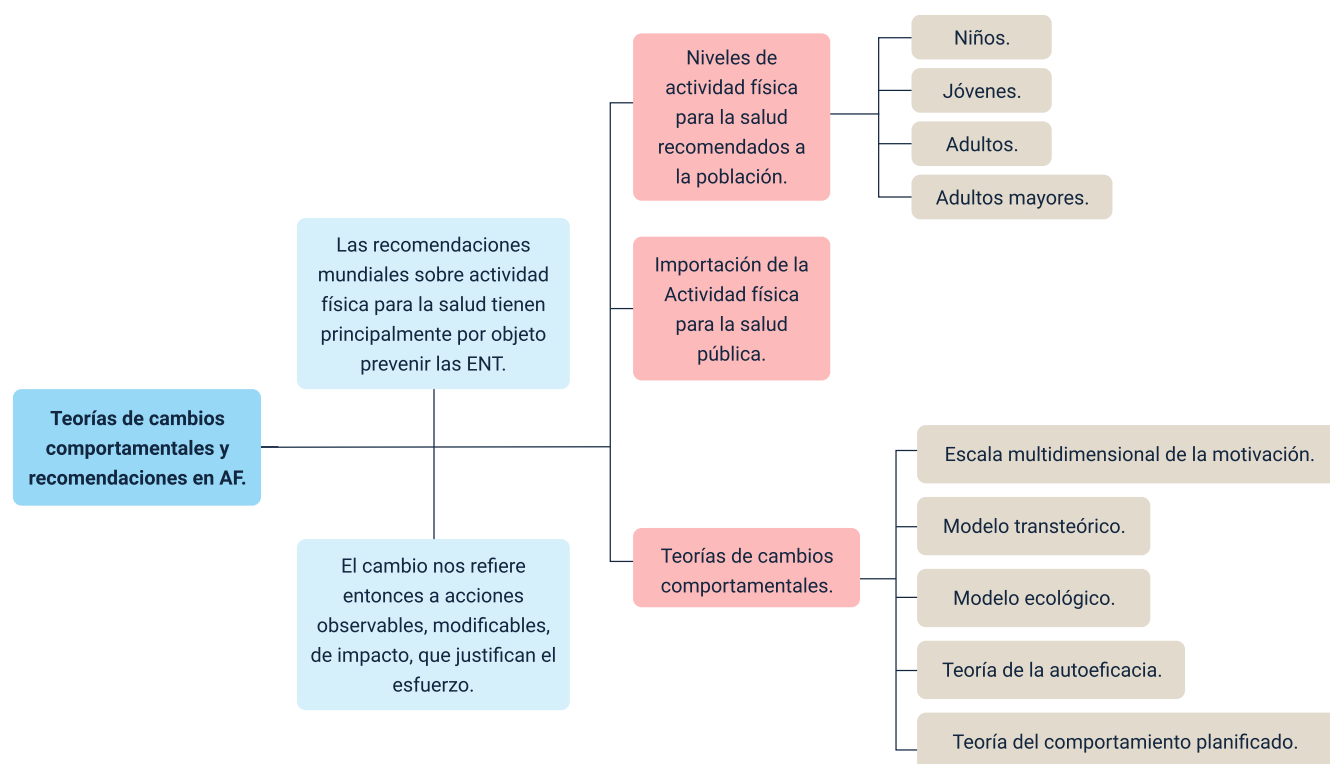 Teorías de cambios
comportamentales y
recomendaciones en AF.
Las recomendaciones
mundiales sobre actividad
física para la salud tienen
principalmente por objeto
prevenir las ENT.
El cambio nos refiere
entonces a acciones
observables, modificables,
de impacto, que justifican el
esfuerzo.
Niveles de
actividad física
para la salud
recomendados a
la población.
Niños.
Jóvenes.
Adultos.
Adultos mayores.
Importación de la
Actividad física
para la salud
pública.
Teorías de cambios
comportamentales.
Escala multidimensional de la motivación.
Modelo transteórico.
Modelo ecológico.
Teoría de la autoeficacia.
Teoría del comportamiento planificado.